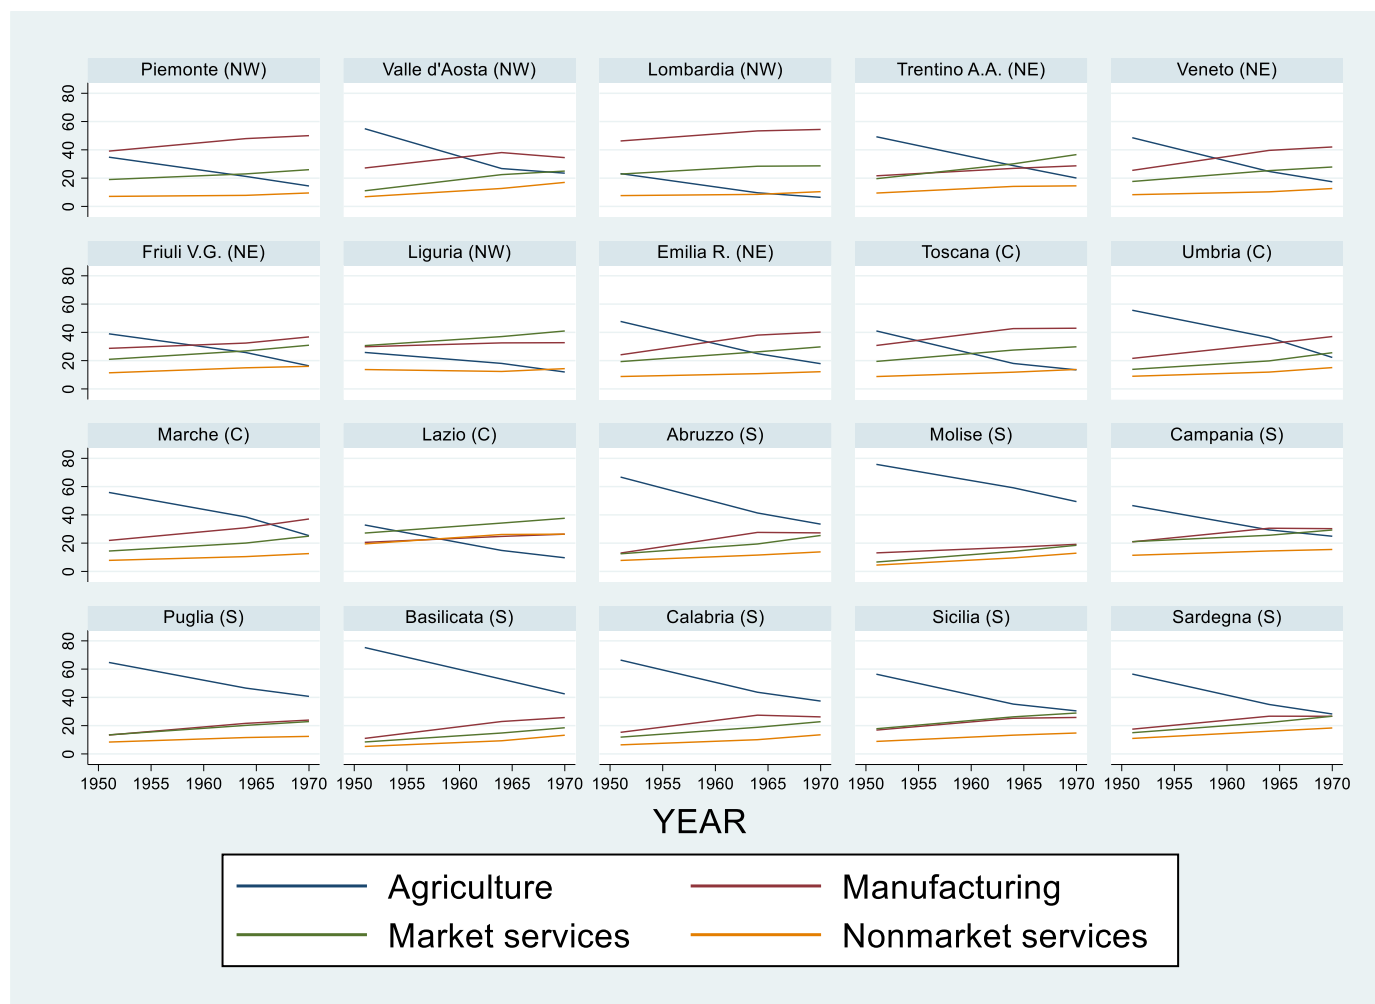 Piemonte (NW) Valle d'Aosta (NW) Lombardia (NW) Trentino A.A. (NE) Veneto (NE)
80
60
40
20
0
Friuli V.G. (NE) Liguria (NW) Emilia R. (NE) Toscana (C) Umbria (C)
80
60
40
20
0
Marche (C) Lazio (C) Abruzzo (S) Molise (S) Campania (S)
80
60
40
20
0
Puglia (S) Basilicata (S) Calabria (S) Sicilia (S) Sardegna (S)
80
60
40
20
0
1950 1955 1960 1965 1970 1950 1955 1960 1965 1970 1950 1955 1960 1965 1970 1950 1955 1960 1965 1970 1950 1955 1960 1965 1970
YEAR
Agriculture Manufacturing
Market services Nonmarket services